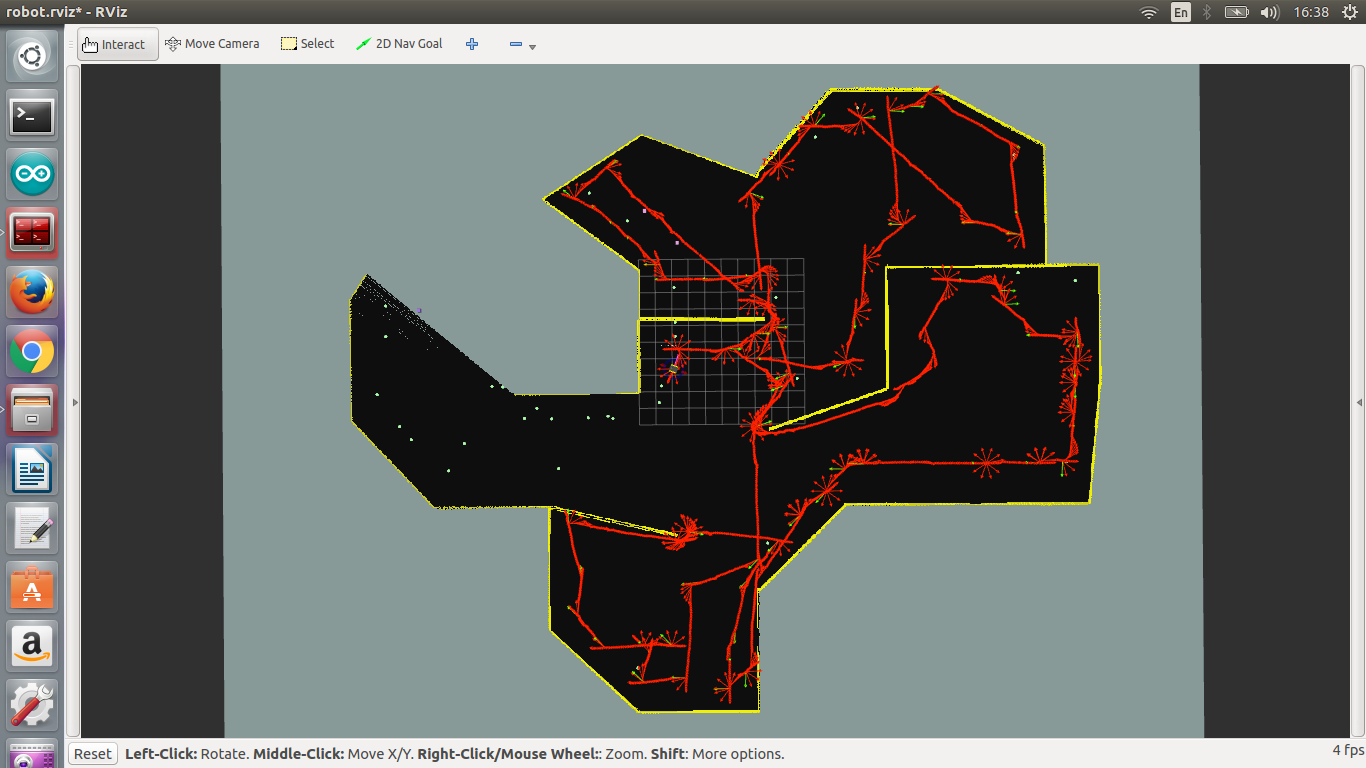 robot.rviz* - RViz
En
16:38
Interact
Move Camera
Select
2D Nav Goal
Reset
Left-Click: Rotate. Middle-Click: Move X/Y. Right-Click/Mouse Wheel:: Zoom. Shift: More options.
4 fps